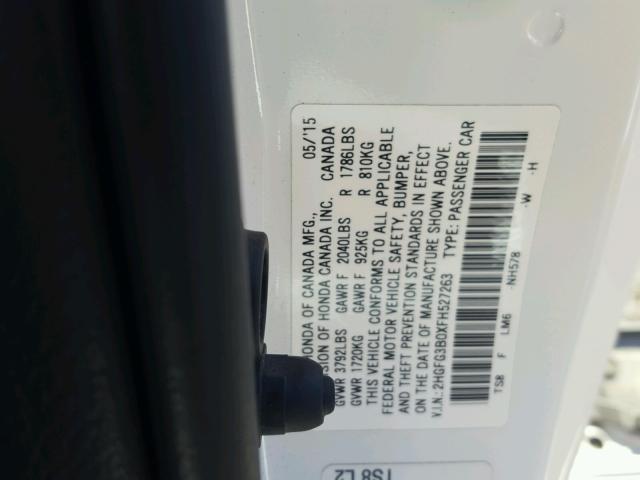 HONDA OF CANADA MFG., 05/'15
DIVISION OF HONDA CANADA INC. CANADA
GVWR 3792LBS GAWR F 2040LBS R 1786LBS
GVWR 1720KG GAWR F 925KG R 810KG
THIS VEHICLE CONFORMS TO ALL APPLICABLE
FEDERAL MOTOR VEHICLE SAFETY, BUMPER,
AND THEFT PREVENTION STANDARDS IN EFFECT
ON THE DATE OF MANUFACTURE SHOWN ABOVE.
V.I.N.: 2HGFG3B0XFH527263 TYPE: PASSENGER CAR
TS8 F LM6 -NH578 -W -H
TS8 L2